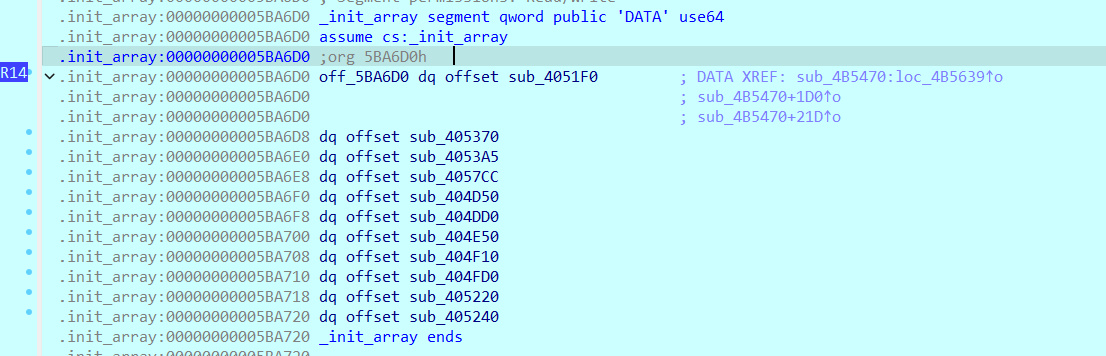 .init_array:00000000005BA6D0 ; Segment permissions: Read/Write
.init_array:00000000005BA6D0 _init_array segment qword public 'DATA' use64
.init_array:00000000005BA6D0 assume cs:_init_array
.init_array:00000000005BA6D0 ;org 5BA6D0h
R14 .init_array:00000000005BA6D0 off_5BA6D0 dq offset sub_4051F0 ; DATA XREF: sub_4B5470:loc_4B5639↑o
.init_array:00000000005BA6D0 ; sub_4B5470+1D0↑o
.init_array:00000000005BA6D0 ; sub_4B5470+21D↑o
.init_array:00000000005BA6D8 dq offset sub_405370
.init_array:00000000005BA6E0 dq offset sub_4053A5
.init_array:00000000005BA6E8 dq offset sub_4057CC
.init_array:00000000005BA6F0 dq offset sub_404D50
.init_array:00000000005BA6F8 dq offset sub_404DD0
.init_array:00000000005BA700 dq offset sub_404E50
.init_array:00000000005BA708 dq offset sub_404F10
.init_array:00000000005BA710 dq offset sub_404FD0
.init_array:00000000005BA718 dq offset sub_405220
.init_array:00000000005BA720 dq offset sub_405240
.init_array:00000000005BA720 _init_array ends
.init_array:00000000005BA720